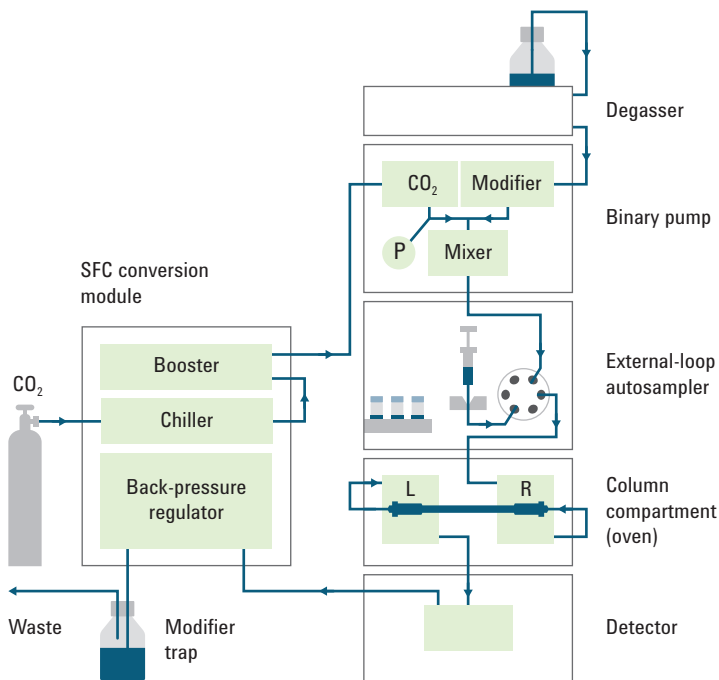 Degasser
CO₂
Modifier
Binary pump
P
Mixer
SFC conversion
module
Booster
External-loop
autosampler
CO₂
Chiller
Back-pressure
regulator
L
R
Column
compartment
(oven)
Waste
Modifier
trap
Detector